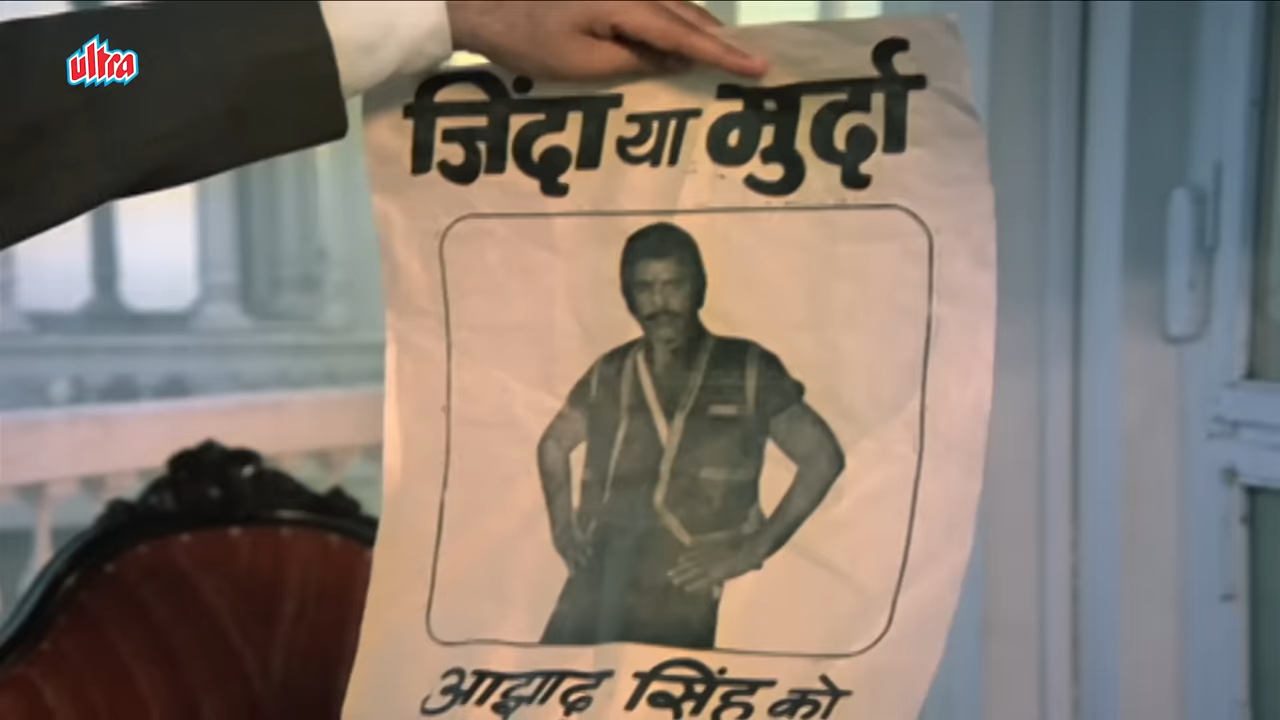 ultra
जिंदा या मुर्दा
आझाद सिंह को